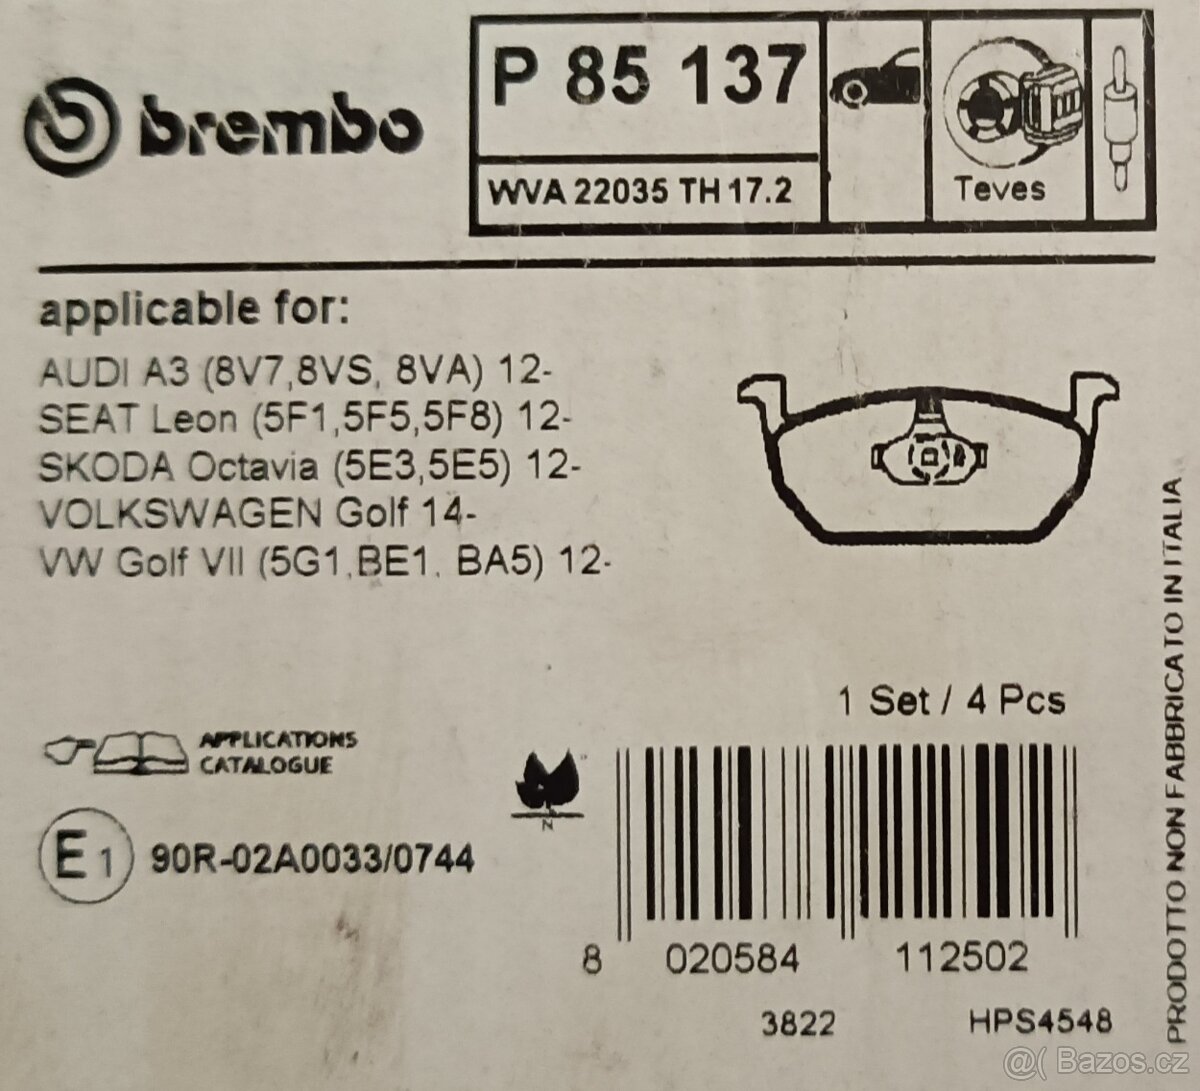 brembo
P 85 137
WVA 22035 TH 17.2
Teves
applicable for:
AUDI A3 (8V7,8VS, 8VA) 12-
SEAT Leon (5F1,5F5,5F8) 12-
SKODA Octavia (5E3,5E5) 12-
VOLKSWAGEN Golf 14-
VW Golf VII (5G1,BE1, BA5) 12-
1 Set / 4 Pcs
APPLICATIONS
CATALOGUE
N
E1 90R-02A0033/0744
8 020584 112502
3822 HPS4548
PRODOTTO NON FABBRICATO IN ITALIA
@( Bazos.cz